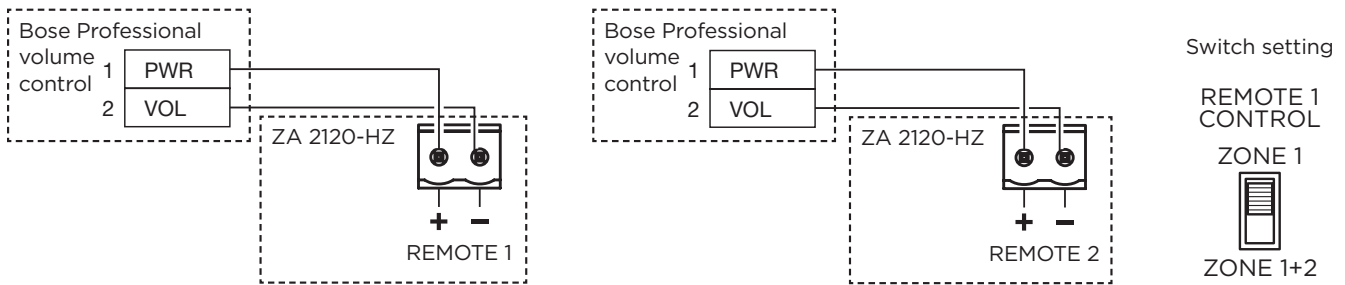 Bose Professional
volume
control
1 PWR
2 VOL
ZA 2120-HZ
+ −
REMOTE 1
Bose Professional
volume
control
1 PWR
2 VOL
ZA 2120-HZ
+ −
REMOTE 2
Switch setting
REMOTE 1
CONTROL
ZONE 1
ZONE 1+2